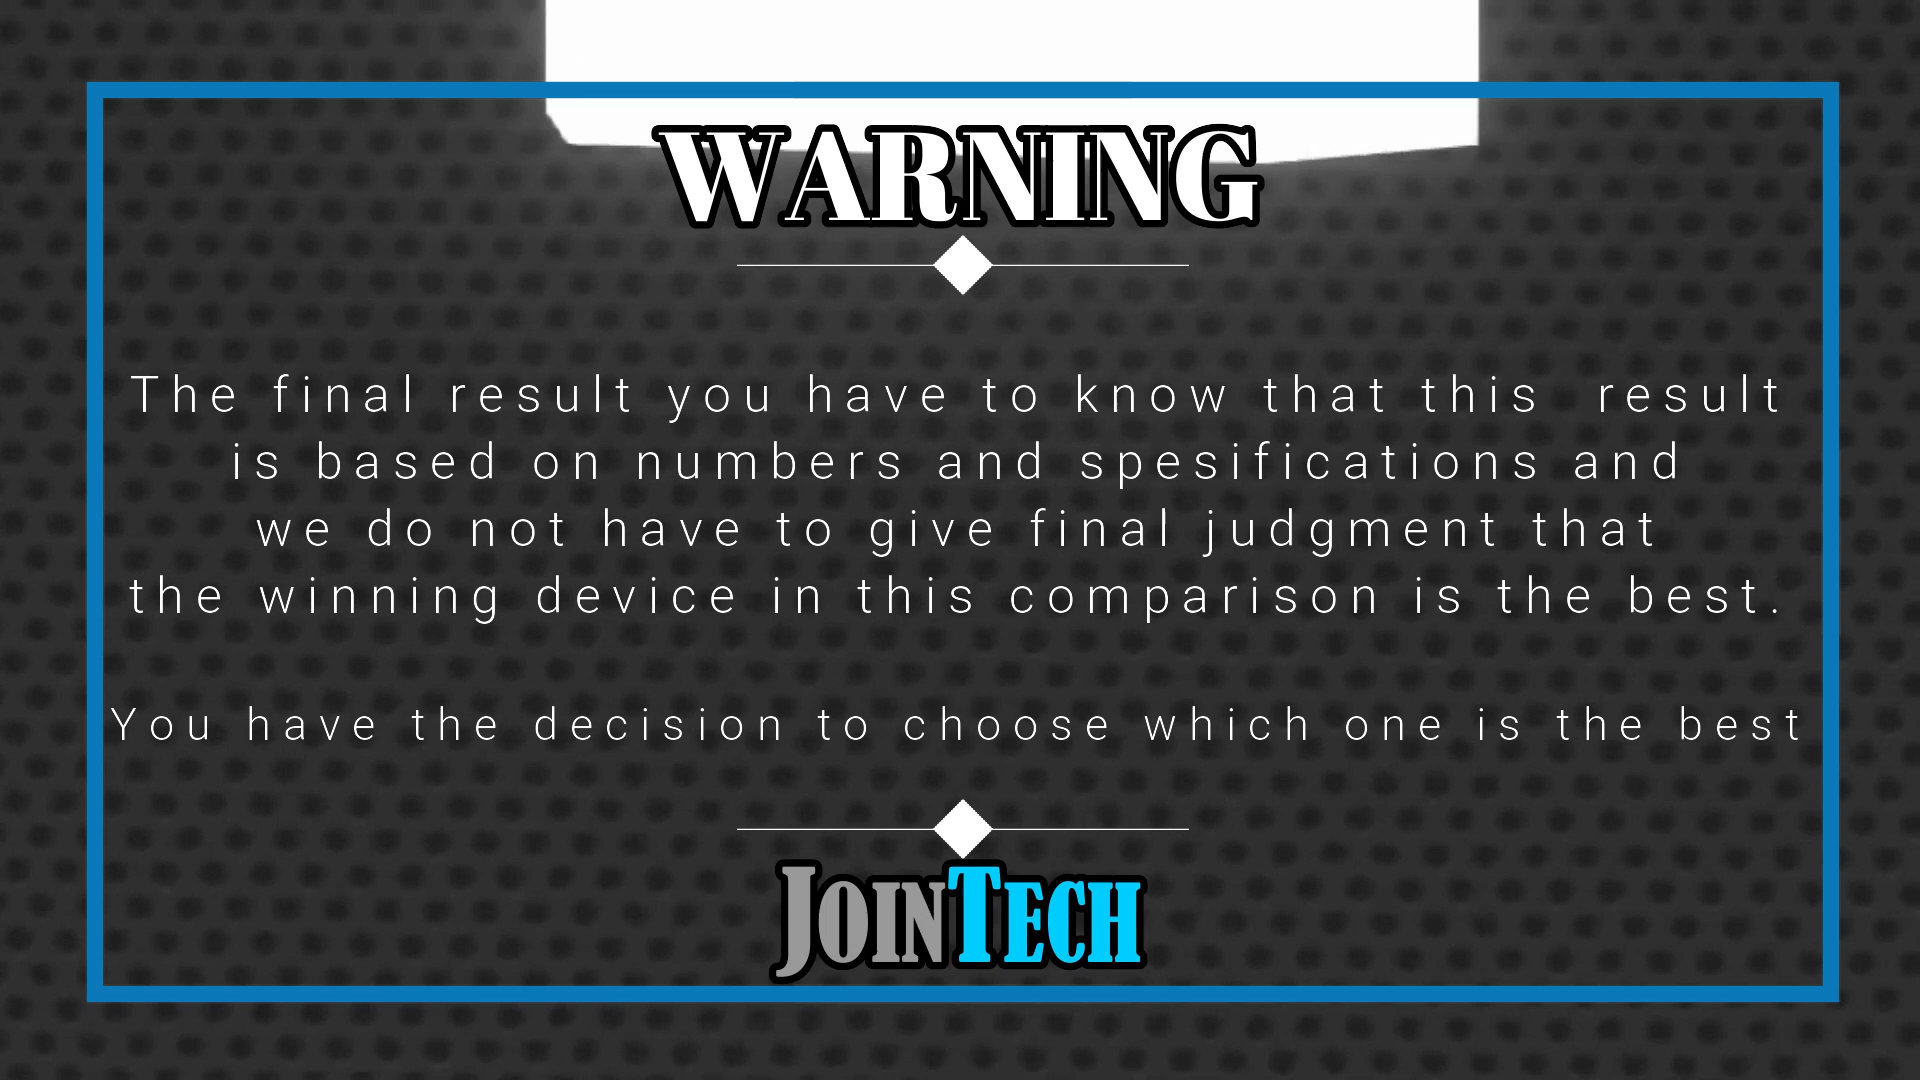 WARNING
The final result you have to know that this result
is based on numbers and spesifications and
we do not have to give final judgment that
the winning device in this comparison is the best.
You have the decision to choose which one is the best
JOINTECH